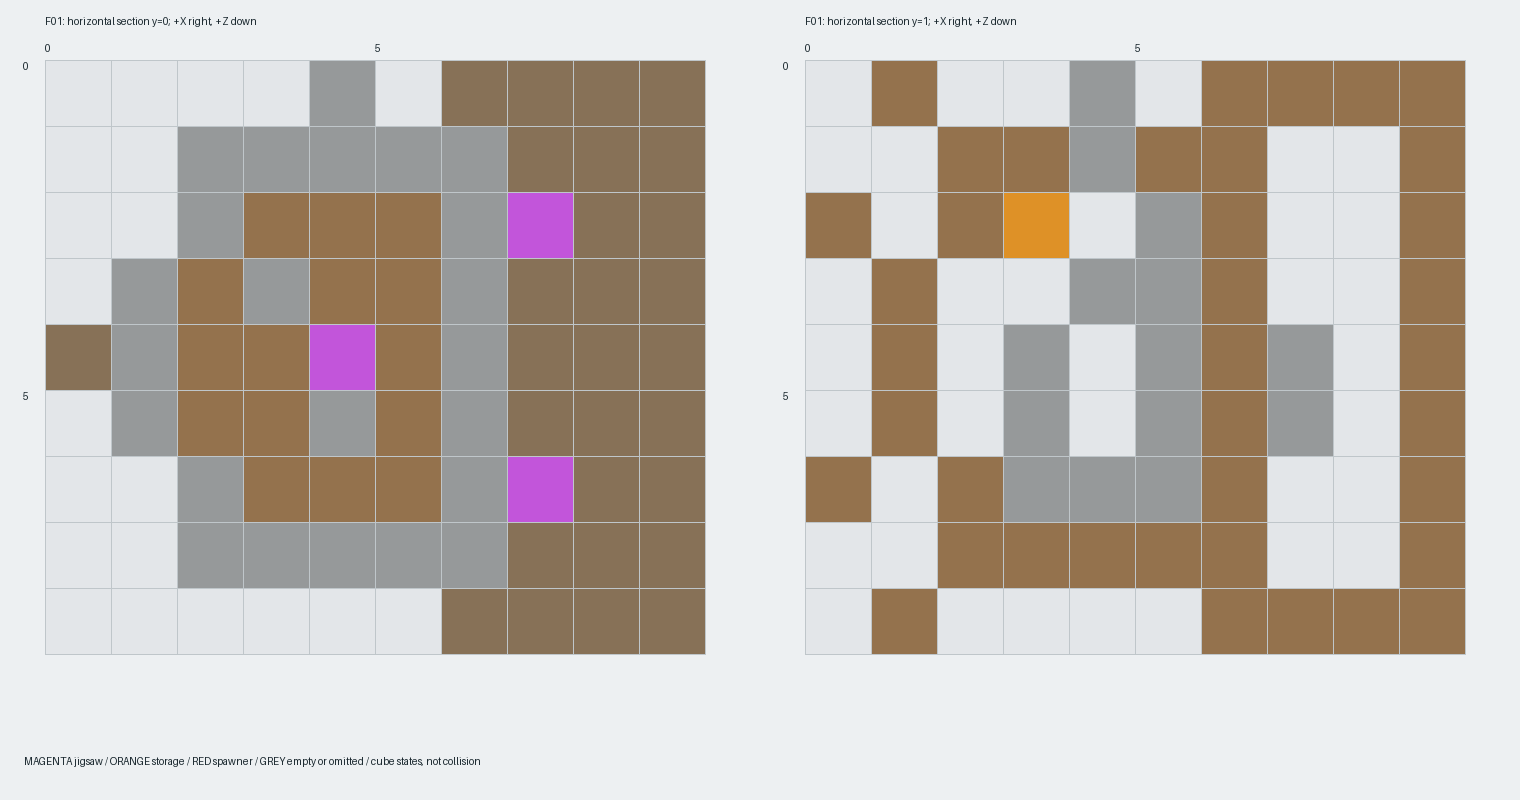 F01: horizontal section y=0; +X right, +Z down
F01: horizontal section y=1; +X right, +Z down
0 5
0 5
0
0
5
5
MAGENTA jigsaw / ORANGE storage / RED spawner / GREY empty or omitted / cube states, not collision